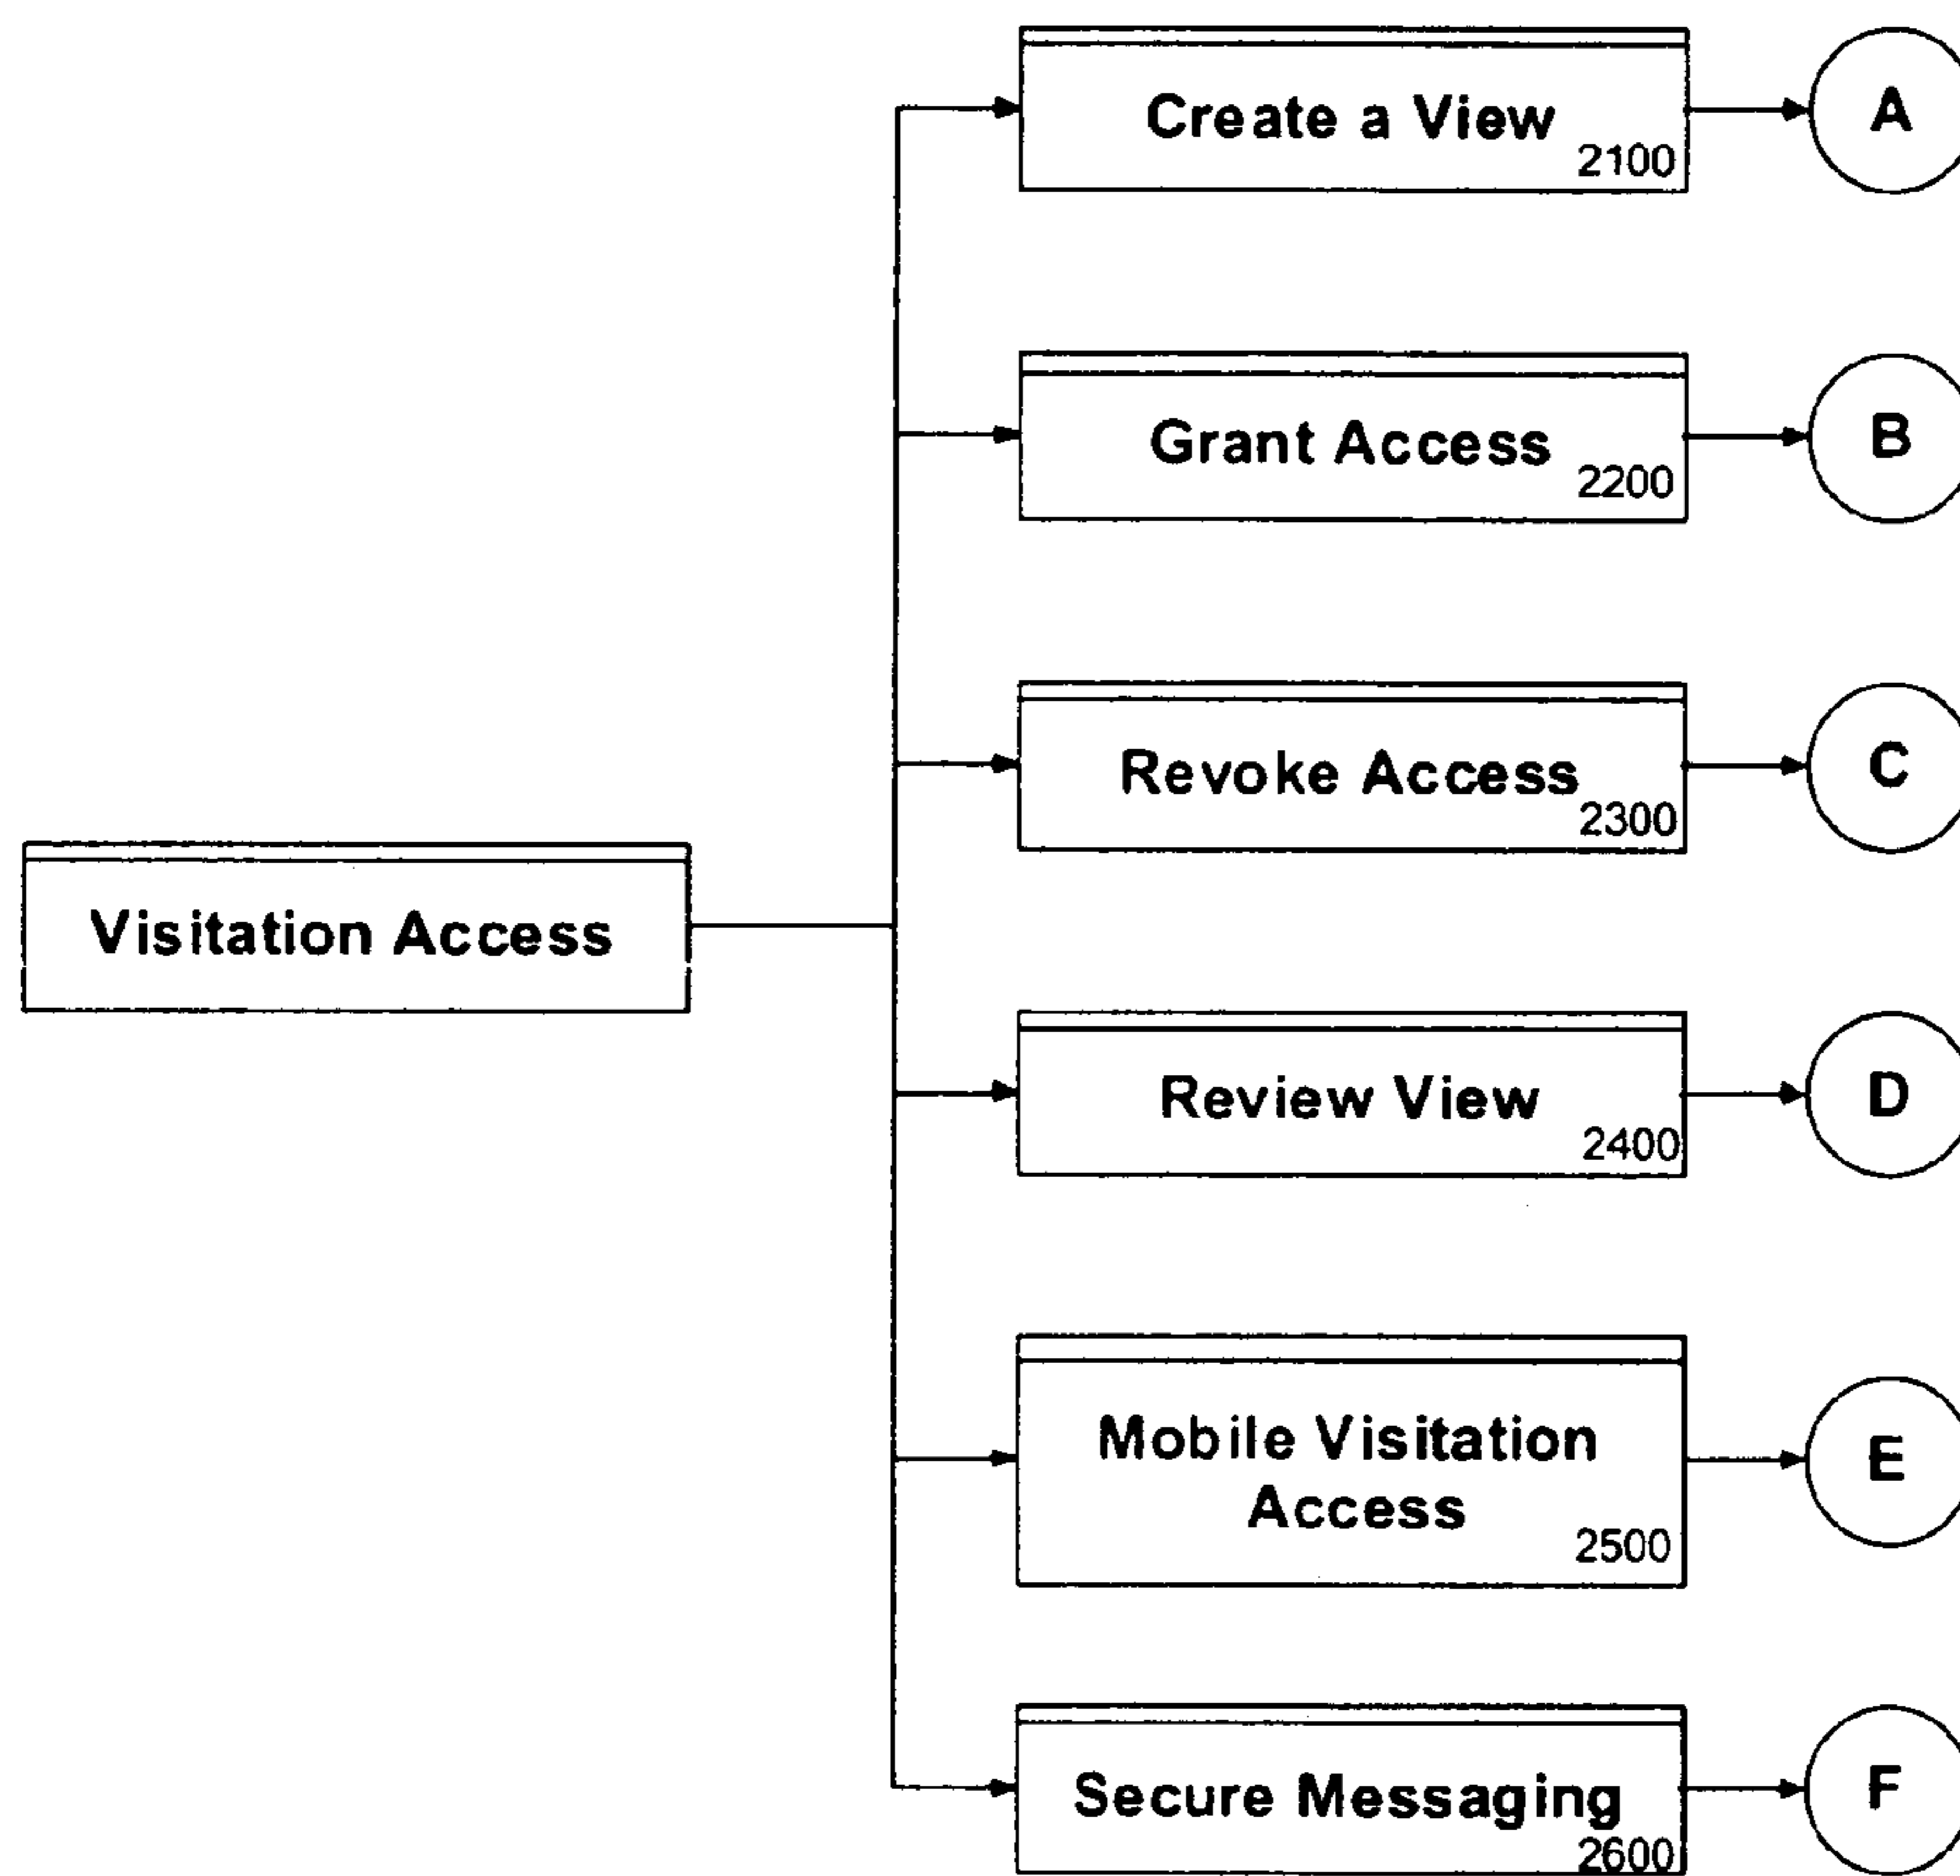 Create a View
2100
A
Grant Access
2200
B
Revoke Access
2300
C
Visitation Access
Review View
2400
D
Mobile Visitation
Access
2500
E
Secure Messaging
2600
F